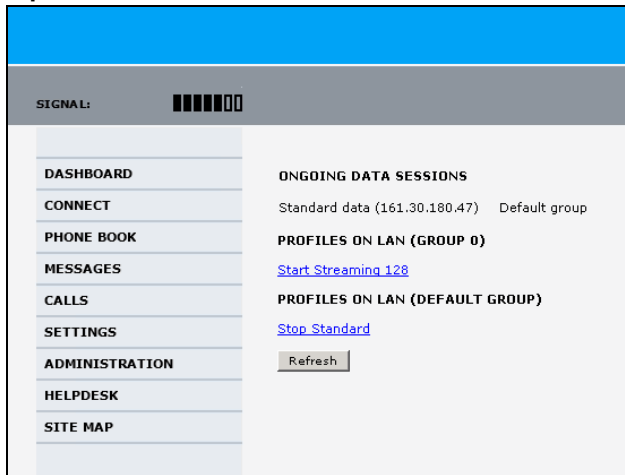 SIGNAL:
DASHBOARD
CONNECT
PHONE BOOK
MESSAGES
CALLS
SETTINGS
ADMINISTRATION
HELPDESK
SITE MAP
ONGOING DATA SESSIONS
Standard data (161.30.180.47) Default group
PROFILES ON LAN (GROUP 0)
Start Streaming 128
PROFILES ON LAN (DEFAULT GROUP)
Stop Standard
Refresh